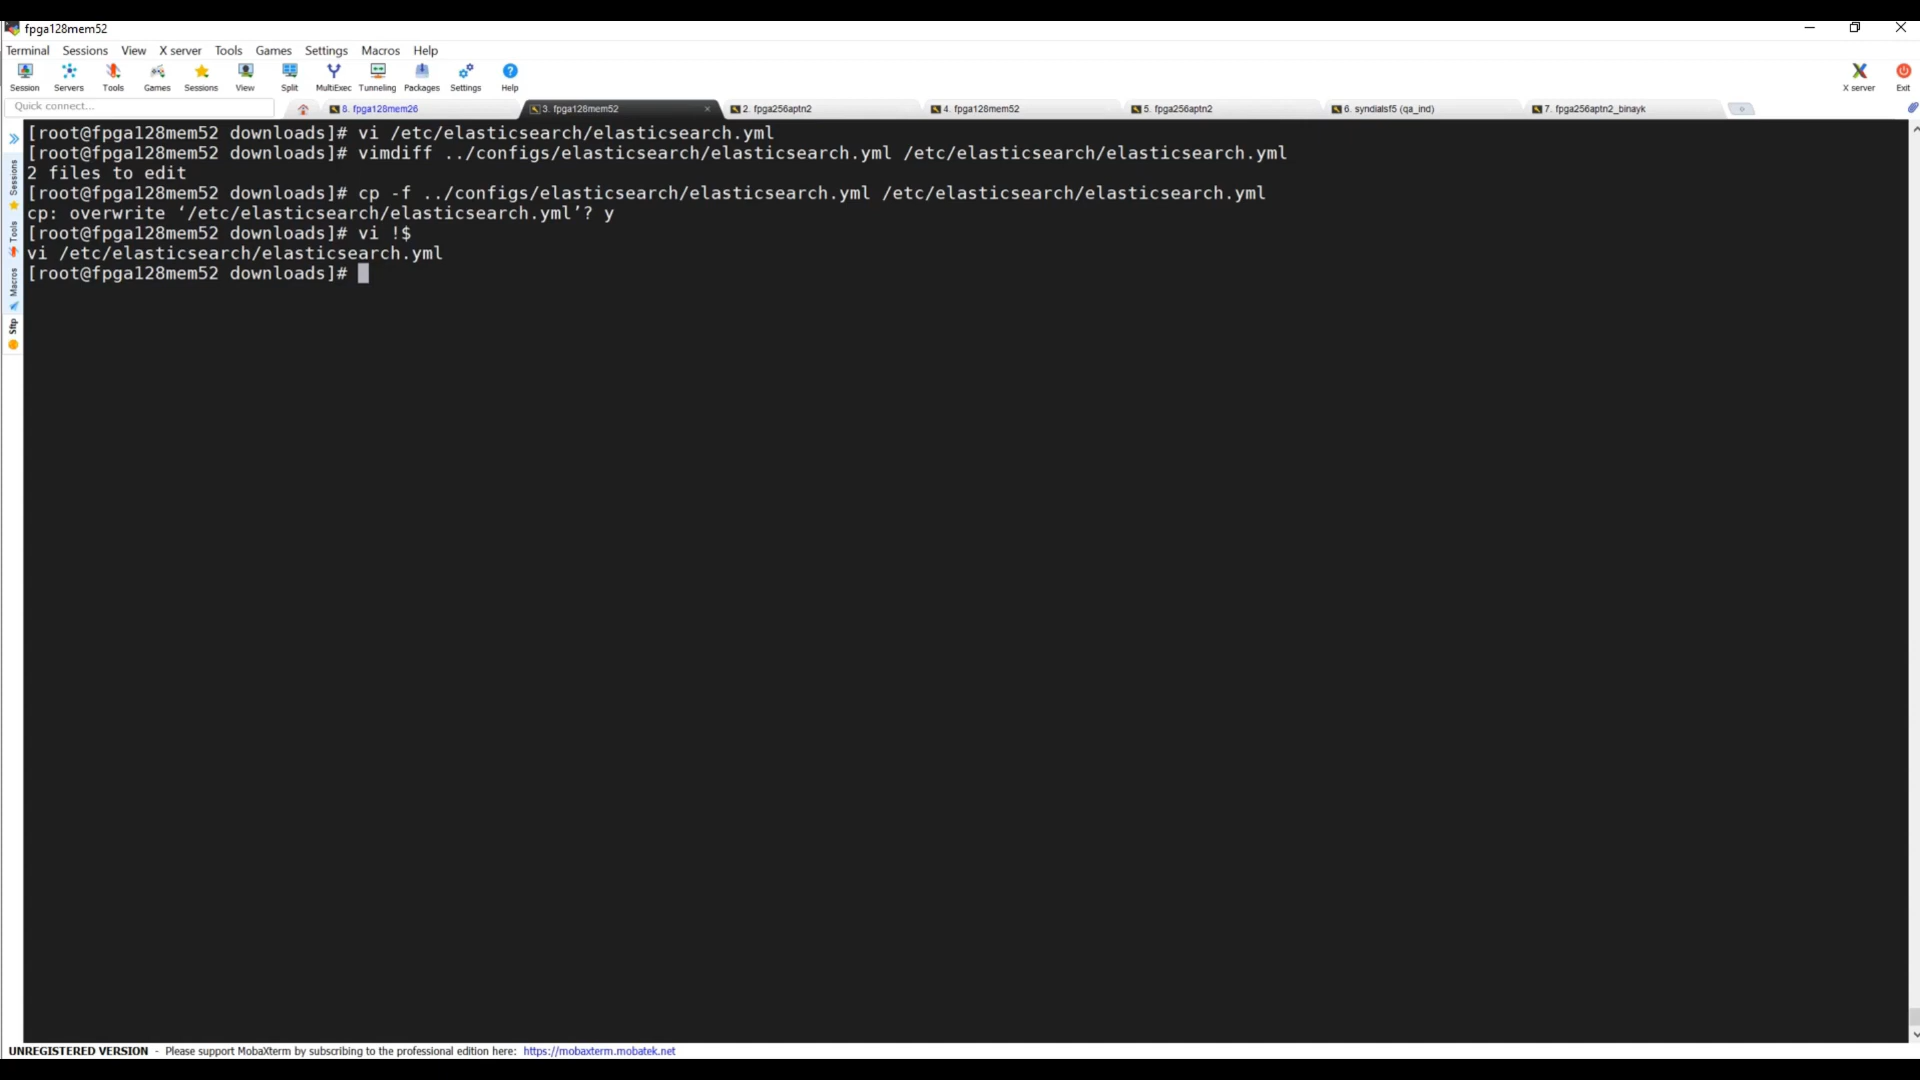 fpga128mem52
Terminal Sessions View X server Tools Games Settings Macros Help
Session Servers Tools Games Sessions View Split MultiExec Tunneling Packages Settings Help X server Exit
Quick connect... 8. fpga128mem26 3. fpga128mem52 2. fpga256aptn2 4. fpga128mem52 5. fpga256aptn2 6. syndialsf5 (qa_ind) 7. fpga256aptn2_binayk
Sessions
Tools
Macros
Sftp
[root@fpga128mem52 downloads]# vi /etc/elasticsearch/elasticsearch.yml
[root@fpga128mem52 downloads]# vimdiff ../configs/elasticsearch/elasticsearch.yml /etc/elasticsearch/elasticsearch.yml
2 files to edit
[root@fpga128mem52 downloads]# cp -f ../configs/elasticsearch/elasticsearch.yml /etc/elasticsearch/elasticsearch.yml
cp: overwrite ‘/etc/elasticsearch/elasticsearch.yml’? y
[root@fpga128mem52 downloads]# vi !$
vi /etc/elasticsearch/elasticsearch.yml
[root@fpga128mem52 downloads]#
UNREGISTERED VERSION - Please support MobaXterm by subscribing to the professional edition here: https://mobaxterm.mobatek.net